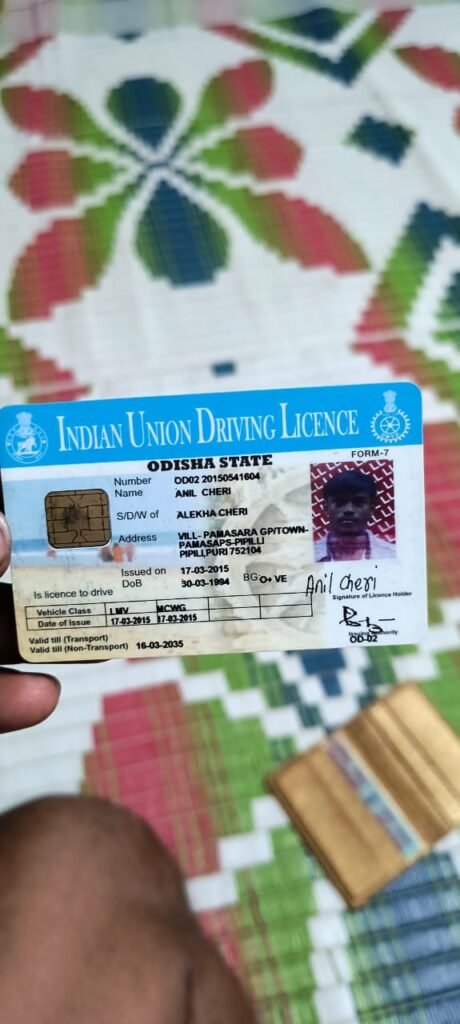 INDIAN UNION DRIVING LICENCE
ODISHA STATE
FORM-7
Number OD02 20150541604
Name ANIL CHERI
S/D/W of ALEKHA CHERI
Address VILL- PAMASARA GP/TOWN-
PAMASAPS-PIPILLI
PIPILI,PURI 752104
Issued on 17-03-2015
DoB 30-03-1994 BG O+ VE
Anil Cheri
Signature of Licence Holder
Is licence to drive
Vehicle Class LMV MCWG
Date of Issue 17-03-2015 17-03-2015
Issuing Authority
OD-02
Valid till (Transport)
Valid till (Non-Transport) 16-03-2035